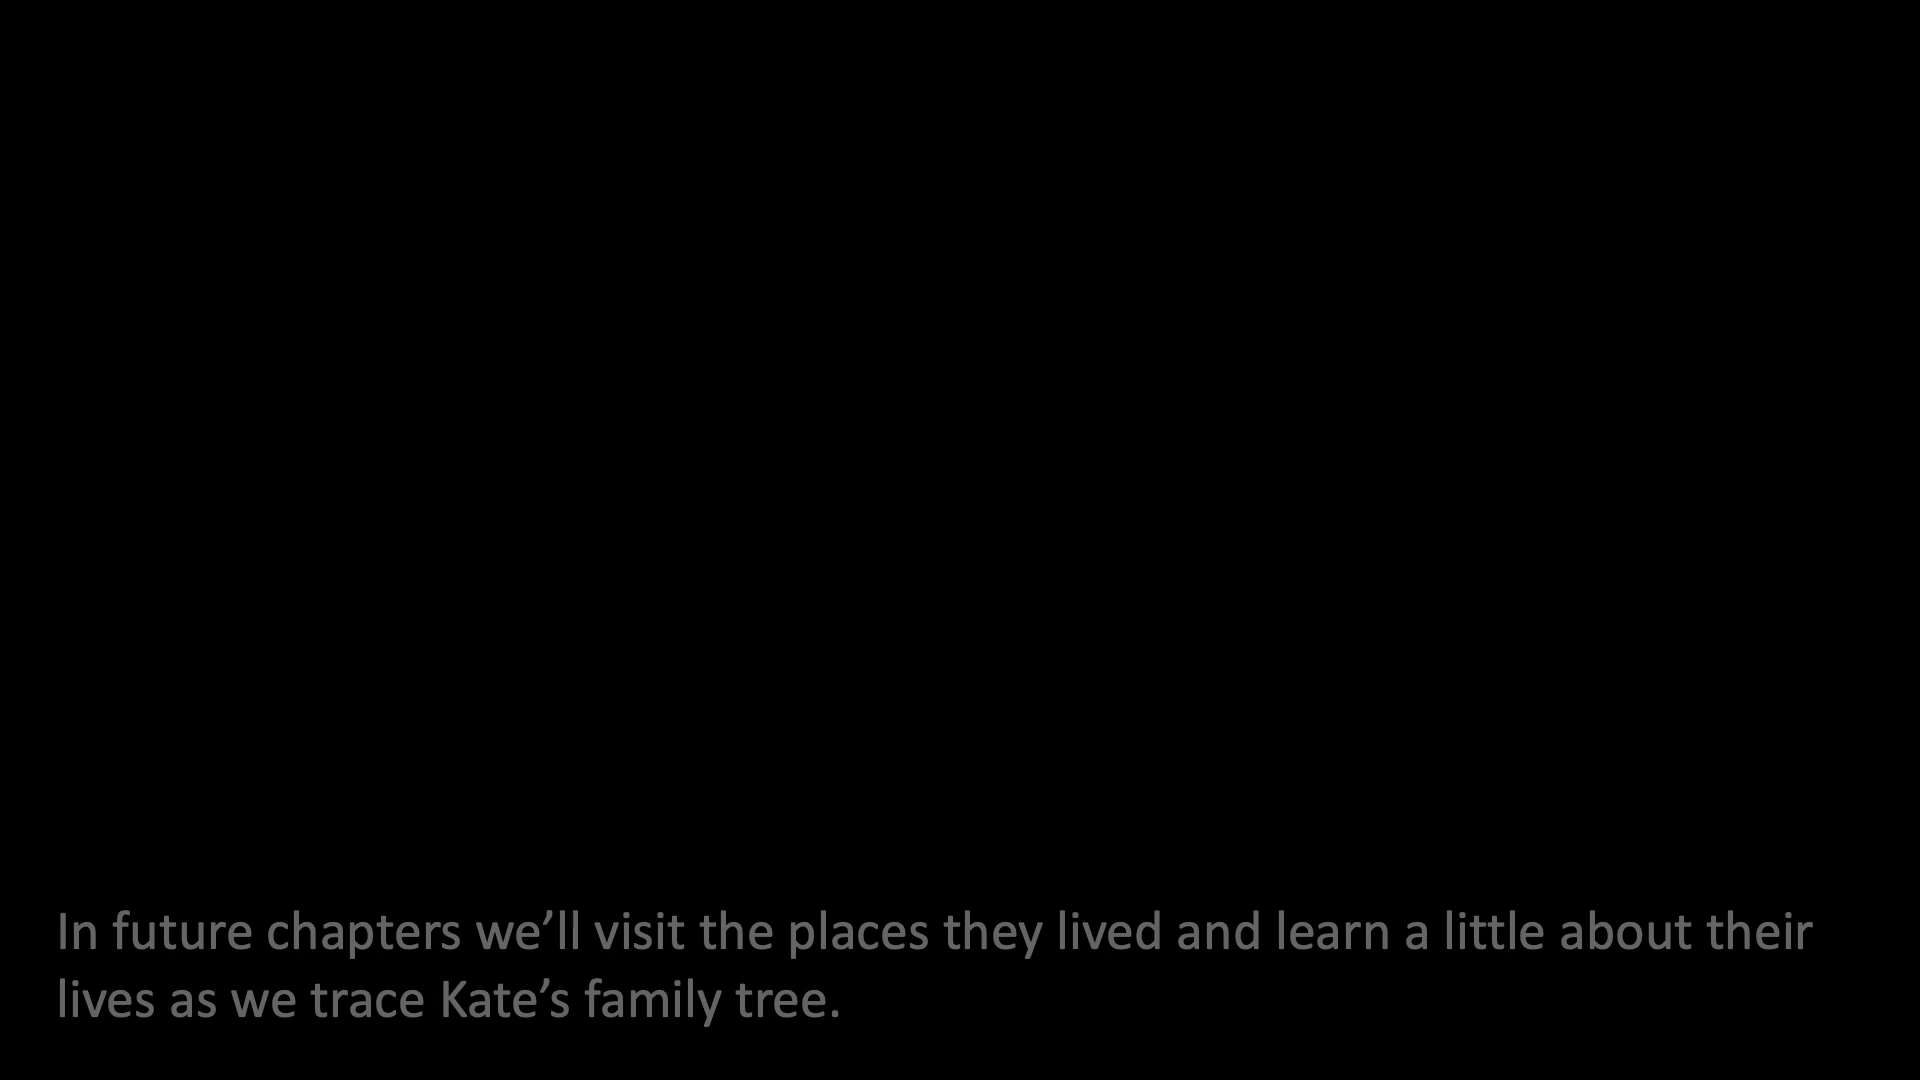 In future chapters we’ll visit the places they lived and learn a little about their
lives as we trace Kate’s family tree.